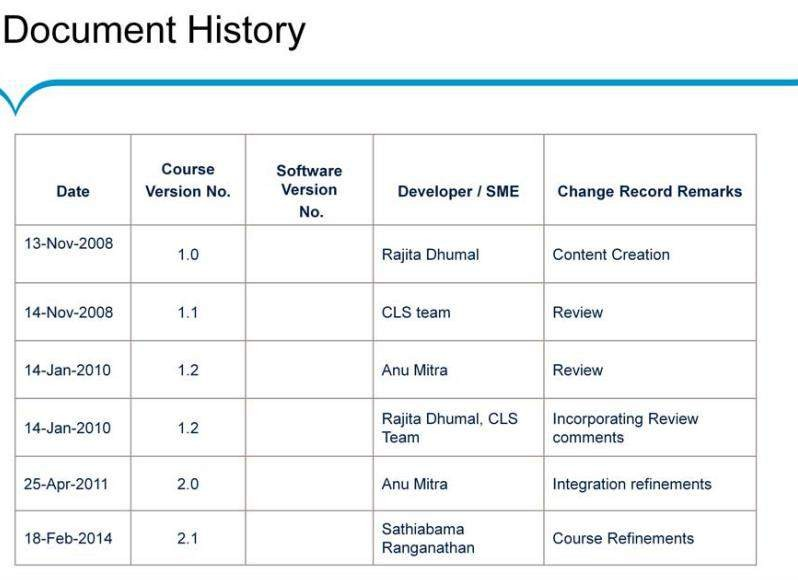 Document History
Date
Course
Version No.
Software
Version
No.
Developer / SME
Change Record Remarks
13-Nov-2008
1.0
Rajita Dhumal
Content Creation
14-Nov-2008
1.1
CLS team
Review
14-Jan-2010
1.2
Anu Mitra
Review
14-Jan-2010
1.2
Rajita Dhumal, CLS
Team
Incorporating Review
comments
25-Apr-2011
2.0
Anu Mitra
Integration refinements
18-Feb-2014
2.1
Sathiabama
Ranganathan
Course Refinements